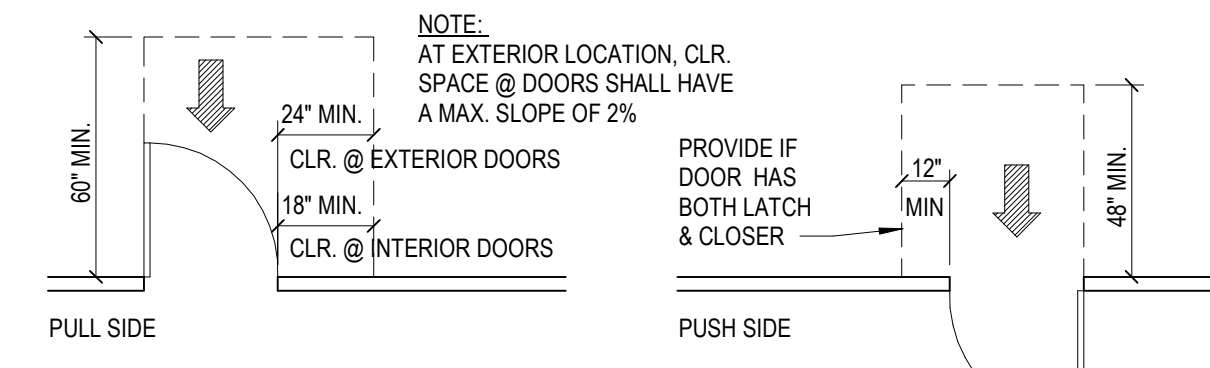 NOTE:
AT EXTERIOR LOCATION, CLR.
SPACE @ DOORS SHALL HAVE
A MAX. SLOPE OF 2%
60" MIN.
24" MIN.
CLR. @ EXTERIOR DOORS
18" MIN.
CLR. @ INTERIOR DOORS
PULL SIDE
PROVIDE IF
DOOR HAS
BOTH LATCH
& CLOSER
12"
MIN
48" MIN.
PUSH SIDE